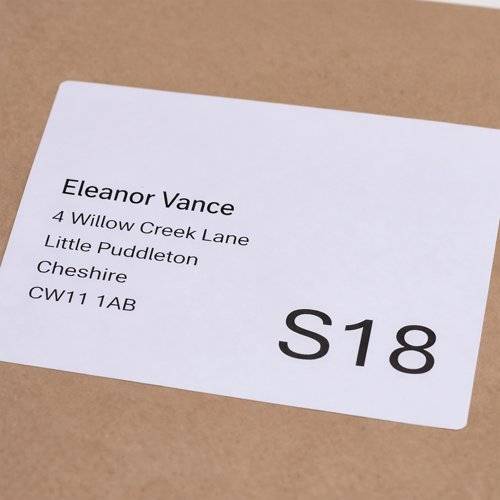 Eleanor Vance
4 Willow Creek Lane
Little Puddleton
Cheshire
CW11 1AB
S18